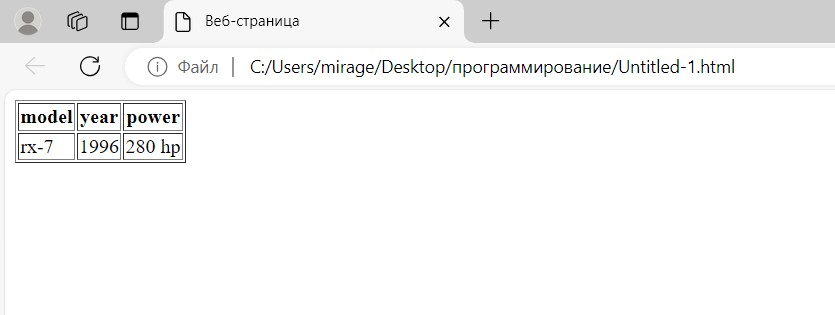 Веб-страница
Файл | C:/Users/mirage/Desktop/программирование/Untitled-1.html
model year power
rx-7 1996 280 hp